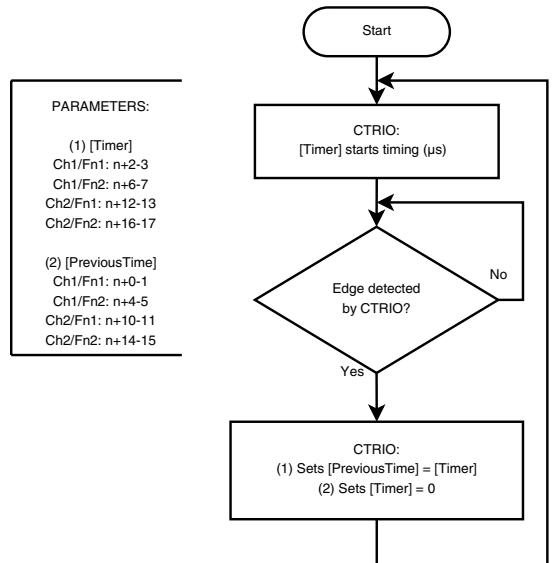 Start
PARAMETERS:
(1) [Timer]
Ch1/Fn1: n+2-3
Ch1/Fn2: n+6-7
Ch2/Fn1: n+12-13
Ch2/Fn2: n+16-17
(2) [PreviousTime]
Ch1/Fn1: n+0-1
Ch1/Fn2: n+4-5
Ch2/Fn1: n+10-11
Ch2/Fn2: n+14-15
CTRIO:
[Timer] starts timing (µs)
Edge detected
by CTRIO?
No
Yes
CTRIO:
(1) Sets [PreviousTime] = [Timer]
(2) Sets [Timer] = 0